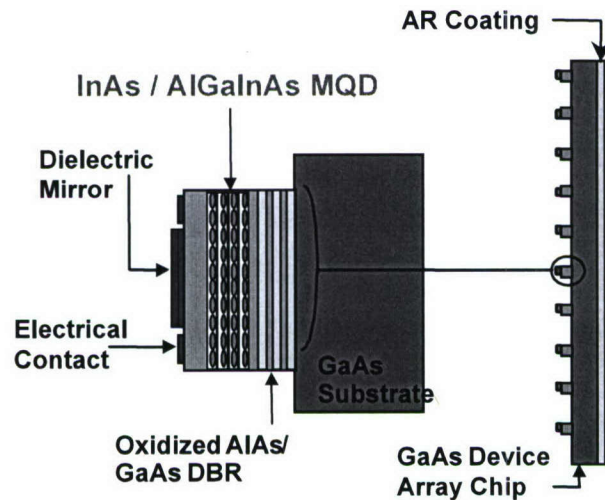 AR Coating
InAs / AlGaInAs MQD
Dielectric
Mirror
Electrical
Contact
GaAs
Substrate
Oxidized AlAs/
GaAs DBR
GaAs Device
Array Chip